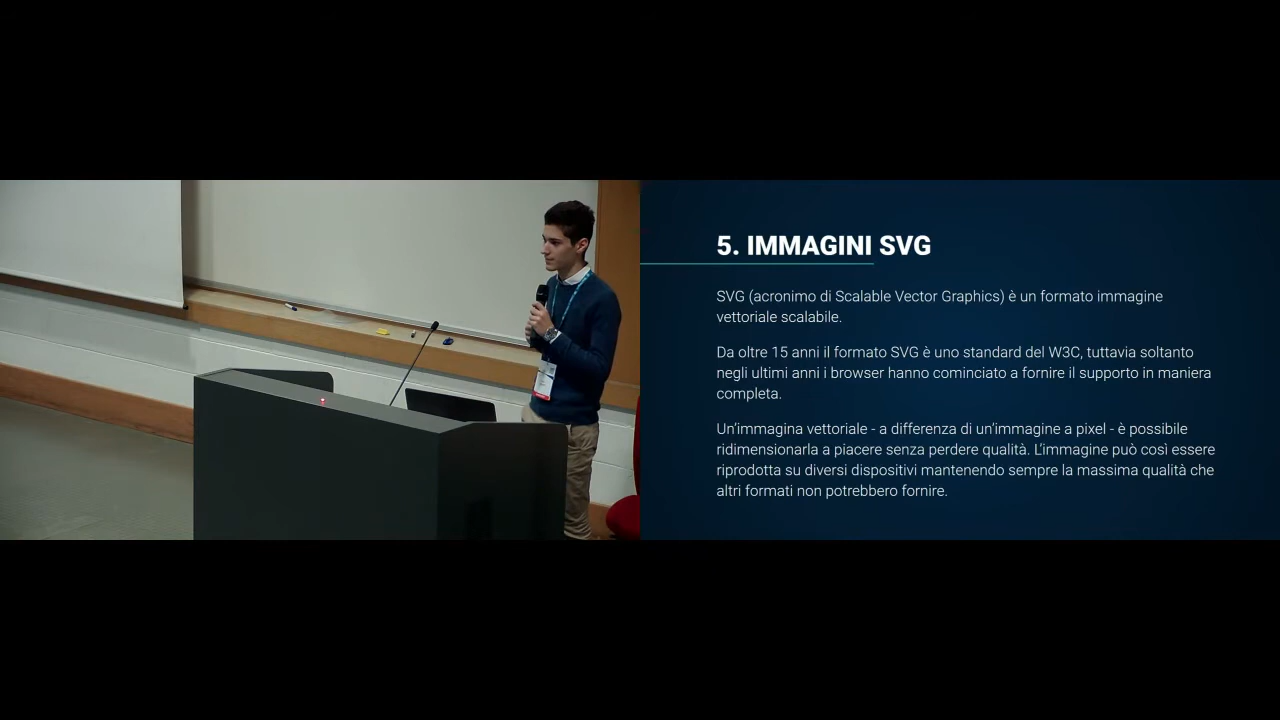 5. IMMAGINI SVG
SVG (acronimo di Scalable Vector Graphics) è un formato immagine
vettoriale scalabile.
Da oltre 15 anni il formato SVG è uno standard del W3C, tuttavia soltanto
negli ultimi anni i browser hanno cominciato a fornire il supporto in maniera
completa.
Un'immagina vettoriale - a differenza di un'immagine a pixel - è possibile
ridimensionarla a piacere senza perdere qualità. L'immagine può così essere
riprodotta su diversi dispositivi mantenendo sempre la massima qualità che
altri formati non potrebbero fornire.